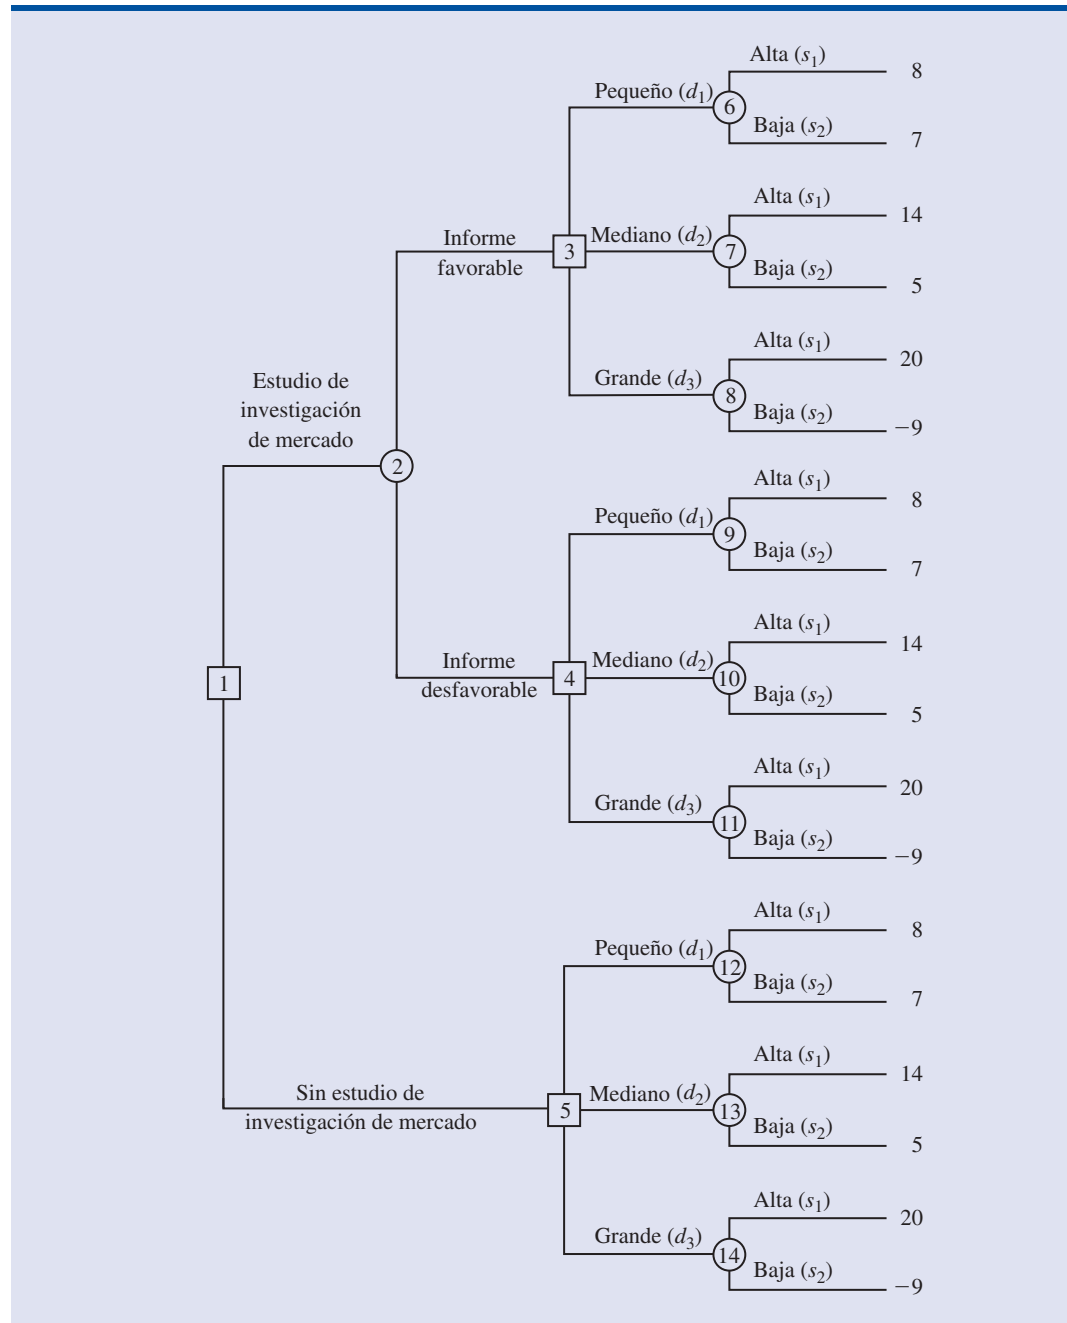 Alta (s1)
8
Pequeño (d1)
6
Baja (s2)
7
Alta (s1)
14
Informe
favorable
3
Mediano (d2)
7
Baja (s2)
5
Alta (s1)
20
Estudio de
investigación
de mercado
Grande (d3)
8
Baja (s2)
−9
2
Alta (s1)
8
Pequeño (d1)
9
Baja (s2)
7
Alta (s1)
14
Informe
desfavorable
4
Mediano (d2)
10
Baja (s2)
5
1
Alta (s1)
20
Grande (d3)
11
Baja (s2)
−9
Alta (s1)
8
Pequeño (d1)
12
Baja (s2)
7
Alta (s1)
14
Sin estudio de
investigación de mercado
5
Mediano (d2)
13
Baja (s2)
5
Alta (s1)
20
Grande (d3)
14
Baja (s2)
−9